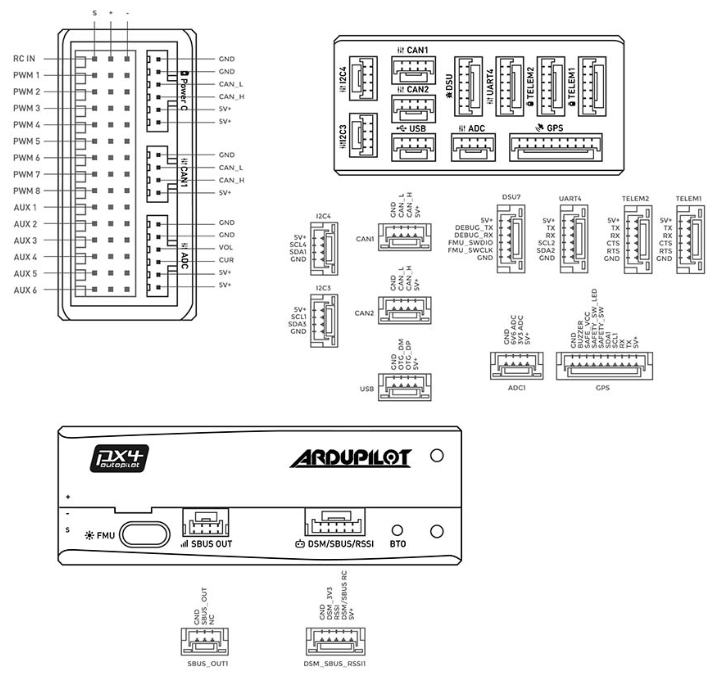 S + -
RC IN
PWM 1
PWM 2
PWM 3
PWM 4
PWM 5
PWM 6
PWM 7
PWM 8
AUX 1
AUX 2
AUX 3
AUX 4
AUX 5
AUX 6
Power C
GND
GND
CAN_L
CAN_H
5V+
5V+
CAN1
GND
CAN_L
CAN_H
5V+
ADC
GND
GND
VOL
CUR
5V+
5V+
I2C4
CAN1
DSU
UART4
TELEM2
TELEM1
CAN2
I2C3
USB
ADC
GPS
I2C4
5V+
SCL4
SDA1
GND
I2C3
5V+
SCL1
SDA3
GND
GND
CAN_L
CAN_H
5V+
CAN1
GND
CAN_L
CAN_H
5V+
CAN2
GND
OTG_DM
OTG_DP
5V+
USB
DSU7
5V+
DEBUG_TX
DEBUG_RX
FMU_SWDIO
FMU_SWCLK
GND
UART4
5V+
TX
RX
SCL2
SDA2
GND
TELEM2
5V+
TX
RX
CTS
RTS
GND
TELEM1
5V+
TX
RX
CTS
RTS
GND
GND
6V6 ADC
3V3 ADC
5V+
ADC1
GND
BUZZER
SAFE_VCC
SAFETY_SW_LED
SAFETY_SW
SDA1
SCL1
RX
TX
5V+
GPS
px4
autopilot
ARDUPILOT
+
-
S
FMU
SBUS OUT
DSM/SBUS/RSSI
BT0
GND
SBUS_OUT
NC
SBUS_OUT1
GND
DSM_3V3
RSSI
DSM/SBUS RC
5V+
DSM_SBUS_RSSI1